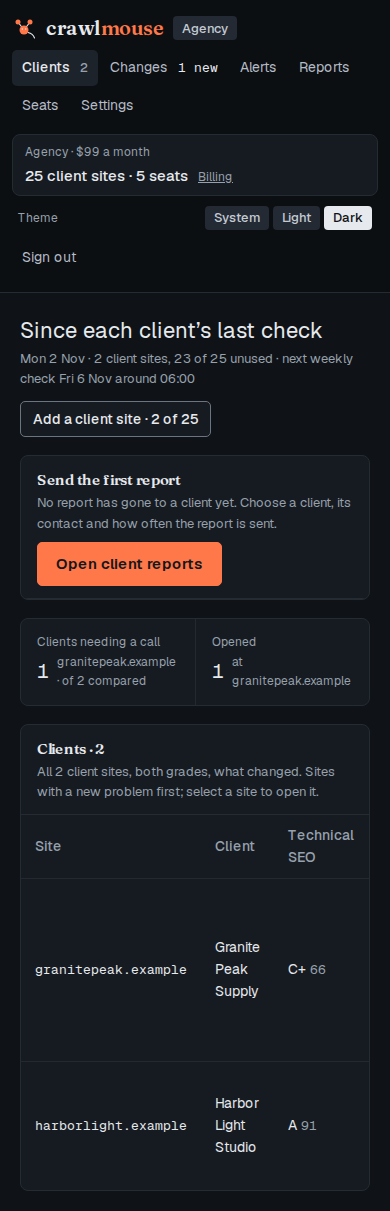 crawlmouse Agency
Clients 2 Changes 1 new Alerts Reports
Seats Settings
Agency · $99 a month
25 client sites · 5 seats Billing
Theme System Light Dark
Sign out
Since each client’s last check
Mon 2 Nov · 2 client sites, 23 of 25 unused · next weekly
check Fri 6 Nov around 06:00
Add a client site · 2 of 25
Send the first report
No report has gone to a client yet. Choose a client, its
contact and how often the report is sent.
Open client reports
Clients needing a call
1 granitepeak.example
· of 2 compared
Opened
1 at
granitepeak.example
Clients · 2
All 2 client sites, both grades, what changed. Sites
with a new problem first; select a site to open it.
Site Client Technical
SEO
granitepeak.example Granite
Peak
Supply C+ 66
harborlight.example Harbor
Light
Studio A 91